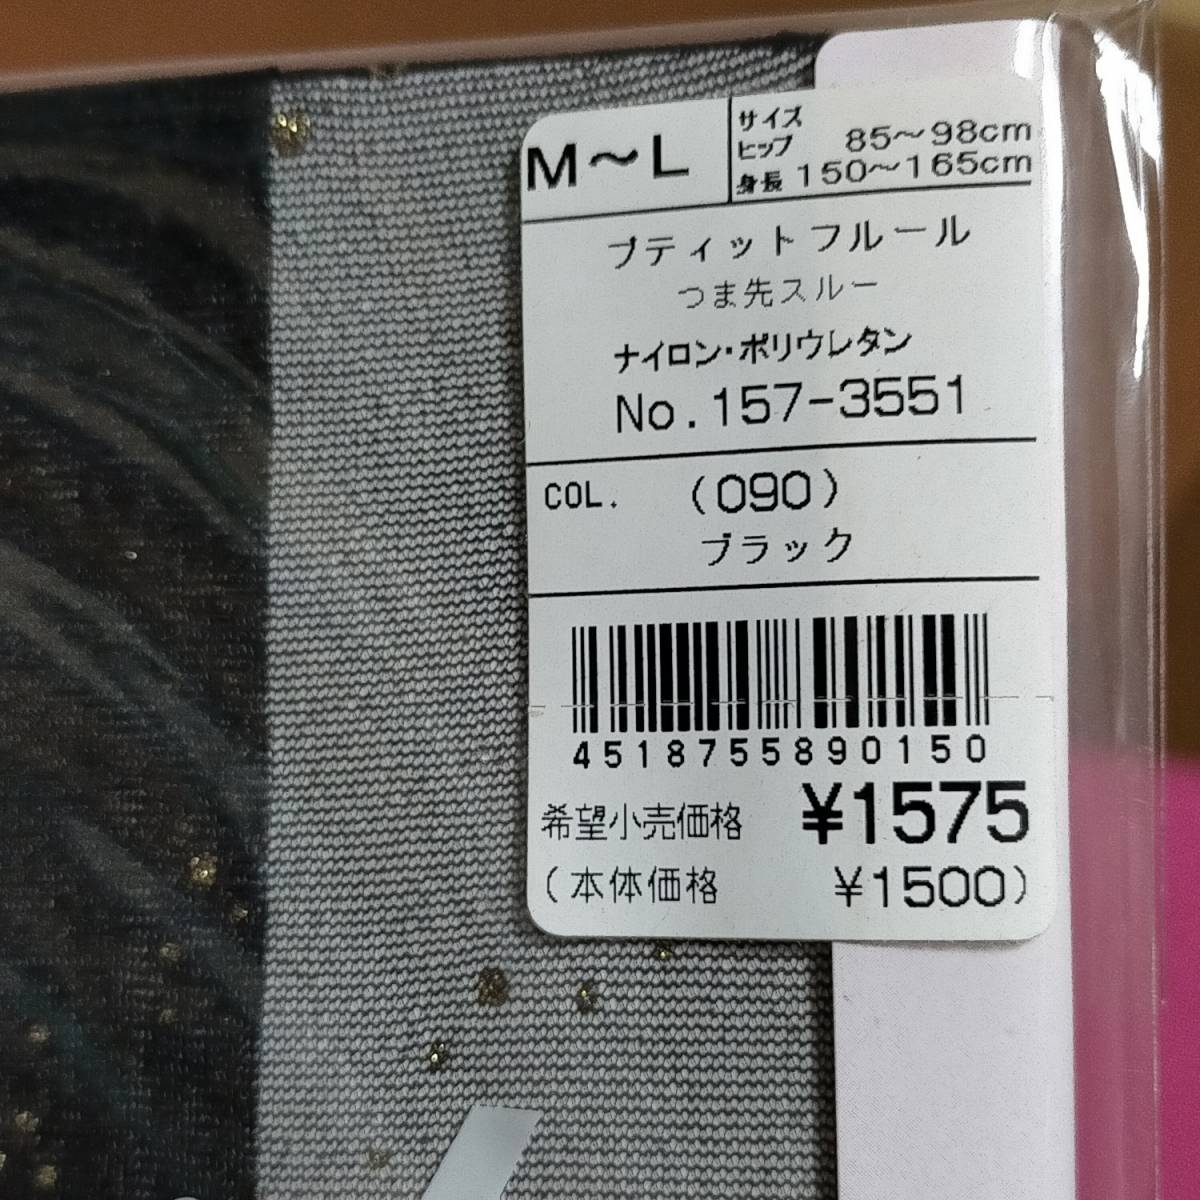 M～L
サイズ
ヒップ 85～98cm
身長 150～165cm
プティットフルール
つま先スルー
ナイロン・ポリウレタン
No.157-3551
COL. (090)
ブラック
4518755890150
希望小売価格 ¥1575
(本体価格 ¥1500)